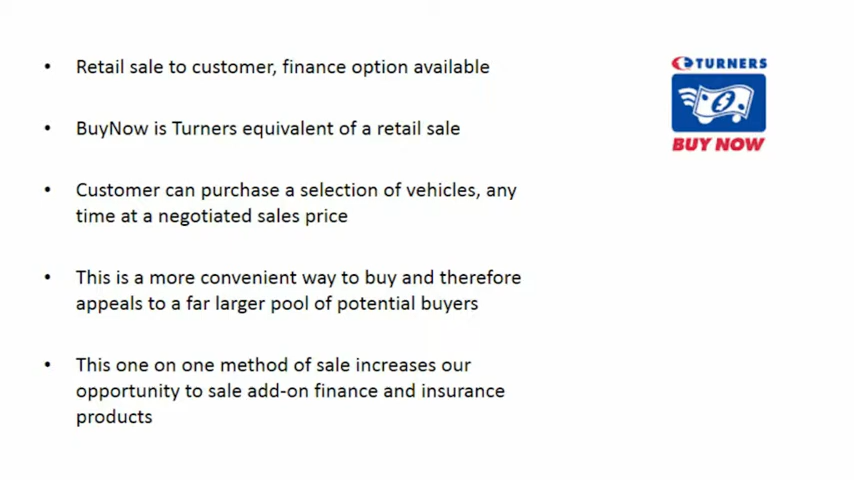 Retail sale to customer, finance option available
BuyNow is Turners equivalent of a retail sale
Customer can purchase a selection of vehicles, any
time at a negotiated sales price
This is a more convenient way to buy and therefore
appeals to a far larger pool of potential buyers
This one on one method of sale increases our
opportunity to sale add-on finance and insurance
products
TURNERS
BUY NOW